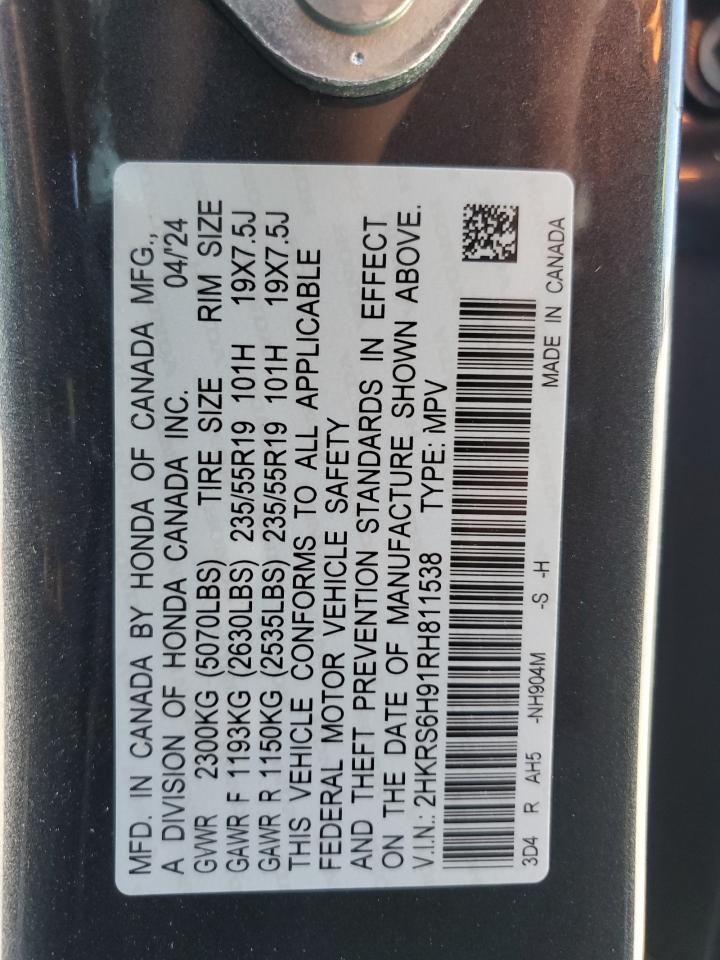 MFD. IN CANADA BY HONDA OF CANADA MFG.,
A DIVISION OF HONDA CANADA INC. 04/'24
GVWR 2300KG (5070LBS) TIRE SIZE RIM SIZE
GAWR F 1193KG (2630LBS) 235/55R19 101H 19X7.5J
GAWR R 1150KG (2535LBS) 235/55R19 101H 19X7.5J
THIS VEHICLE CONFORMS TO ALL APPLICABLE
FEDERAL MOTOR VEHICLE SAFETY
AND THEFT PREVENTION STANDARDS IN EFFECT
ON THE DATE OF MANUFACTURE SHOWN ABOVE.
V.I.N.: 2HKRS6H91RH811538 TYPE: MPV
3D4 R AH5 -NH904M -S -H
MADE IN CANADA